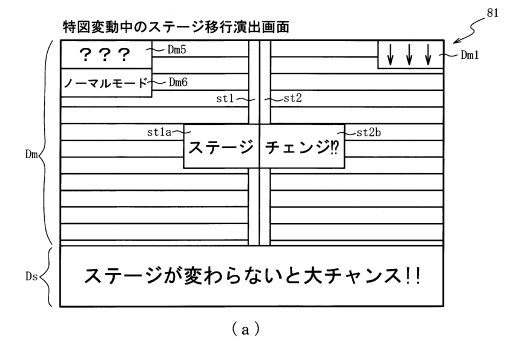 特図変動中のステージ移行演出画面
81
？？？
Dm5
Dm1
ノーマルモード
Dm6
st1
st2
st1a
ステージ
チェンジ!?
st2b
Dm
Ds
ステージが変わらないと大チャンス!!
(a)